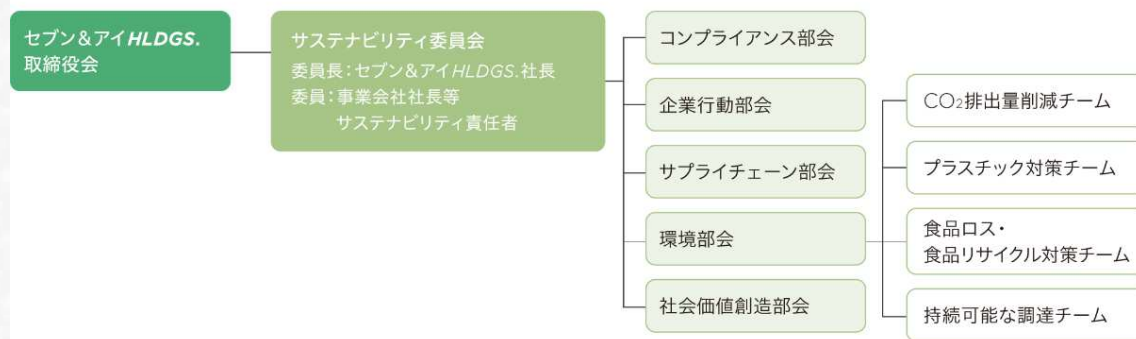 セブン&アイHLDGS.
取締役会
サステナビリティ委員会
委員長：セブン&アイHLDGS.社長
委員：事業会社社長等
サステナビリティ責任者
コンプライアンス部会
企業行動部会
サプライチェーン部会
環境部会
社会価値創造部会
CO₂排出量削減チーム
プラスチック対策チーム
食品ロス・
食品リサイクル対策チーム
持続可能な調達チーム